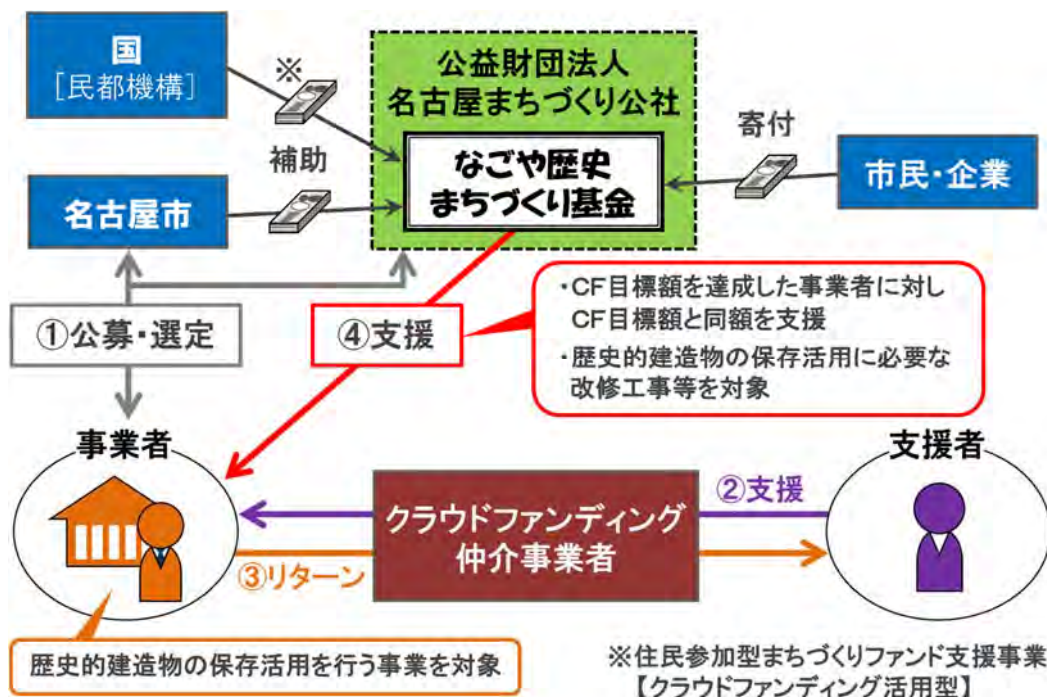 国
[民都機構]
※
公益財団法人
名古屋まちづくり公社
なごや歴史
まちづくり基金
補助
寄付
名古屋市
市民・企業
①公募・選定
④支援
・CF目標額を達成した事業者に対し
CF目標額と同額を支援
・歴史的建造物の保存活用に必要な
改修工事等を対象
事業者
支援者
クラウドファンディング
仲介事業者
②支援
③リターン
歴史的建造物の保存活用を行う事業を対象
※住民参加型まちづくりファンド支援事業
【クラウドファンディング活用型】